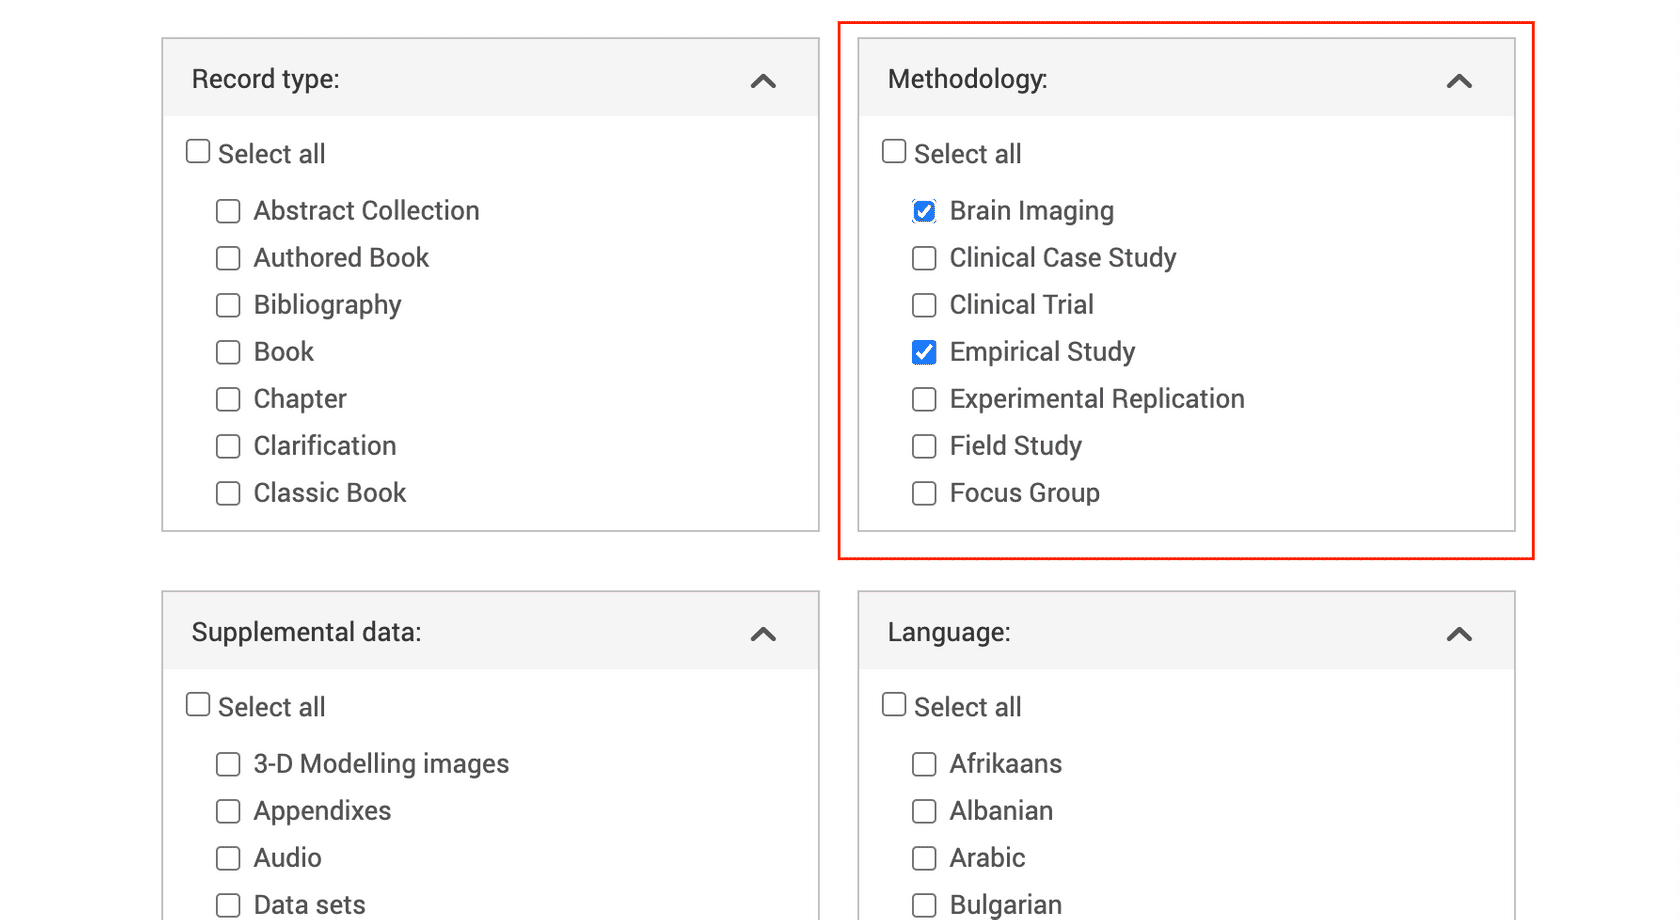 Record type:
Select all
Abstract Collection
Authored Book
Bibliography
Book
Chapter
Clarification
Classic Book
Methodology:
Select all
Brain Imaging
Clinical Case Study
Clinical Trial
Empirical Study
Experimental Replication
Field Study
Focus Group
Supplemental data:
Select all
3-D Modelling images
Appendixes
Audio
Data sets
Language:
Select all
Afrikaans
Albanian
Arabic
Bulgarian